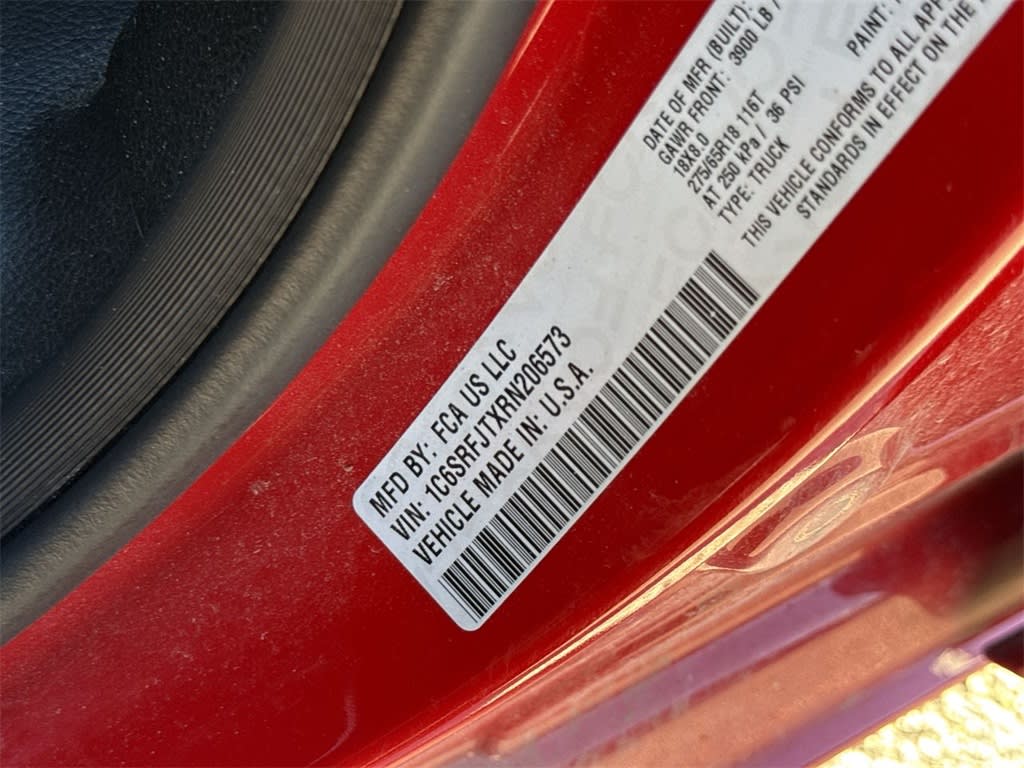 MFD BY: FCA US LLC
VIN: 1C6SRFJTXRN206573
VEHICLE MADE IN: U.S.A.
DATE OF MFR (BUILT):
GAWR FRONT: 3900 LB /
18X8.0
275/65R18 116T
AT 250 kPa / 36 PSI
TYPE: TRUCK
PAINT:
THIS VEHICLE CONFORMS TO ALL APP
STANDARDS IN EFFECT ON THE